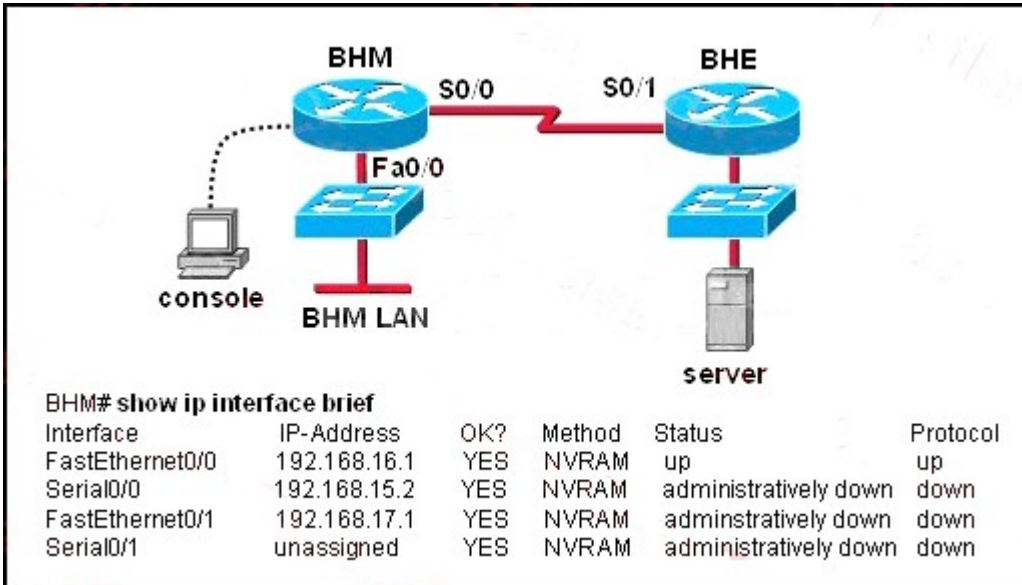 BHM
BHE
S0/0
S0/1
Fa0/0
console
BHM LAN
server
BHM# show ip interface brief
Interface IP-Address OK? Method Status Protocol
FastEthernet0/0 192.168.16.1 YES NVRAM up up
Serial0/0 192.168.15.2 YES NVRAM administratively down down
FastEthernet0/1 192.168.17.1 YES NVRAM adminstratively down down
Serial0/1 unassigned YES NVRAM administratively down down